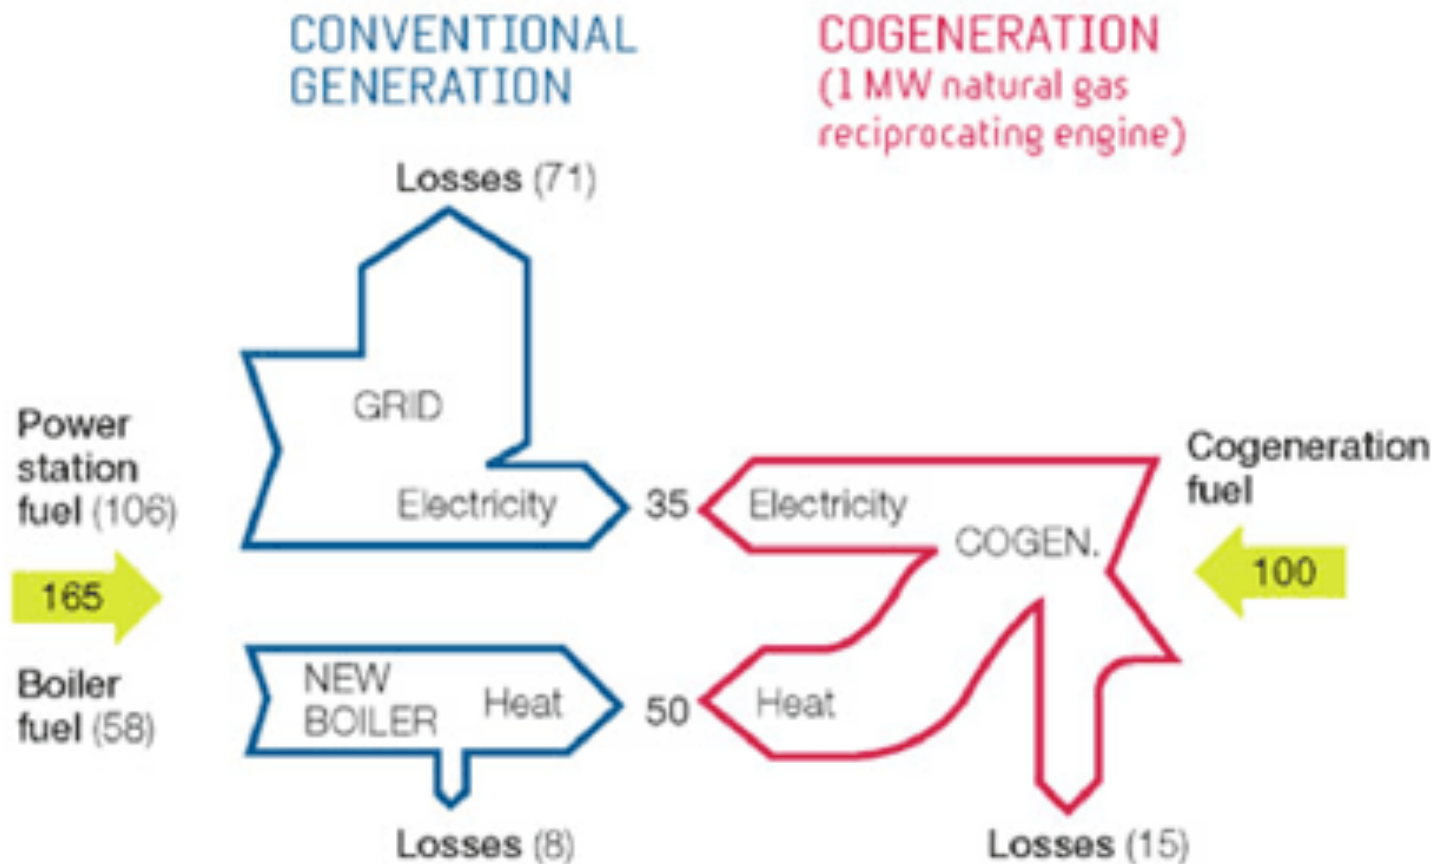 CONVENTIONAL
GENERATION
COGENERATION
(1 MW natural gas
reciprocating engine)
Losses (71)
GRID
Power
station
fuel (106)
Electricity
35
Electricity
COGEN.
Cogeneration
fuel
165
100
Boiler
fuel (58)
NEW
BOILER
Heat
50
Heat
Losses (8)
Losses (15)